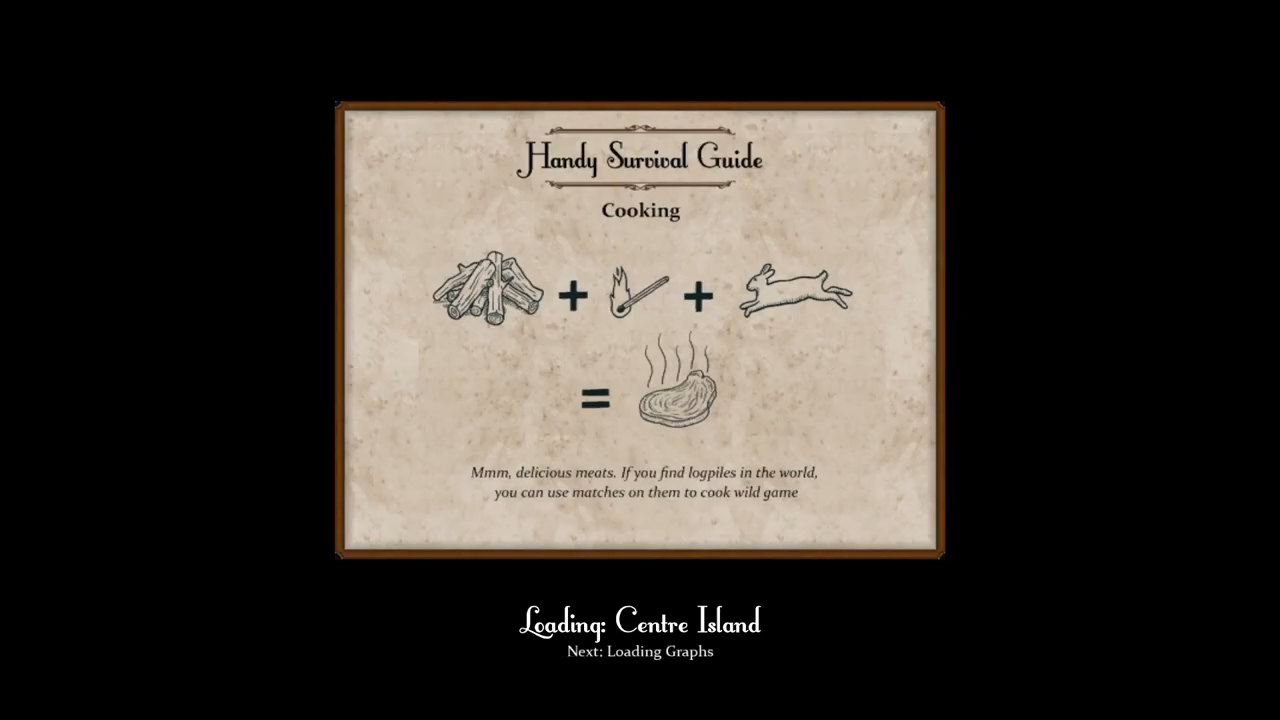 Handy Survival Guide
Cooking
+ +
=
Mmm, delicious meats. If you find logpiles in the world,
you can use matches on them to cook wild game
Loading: Centre Island
Next: Loading Graphs